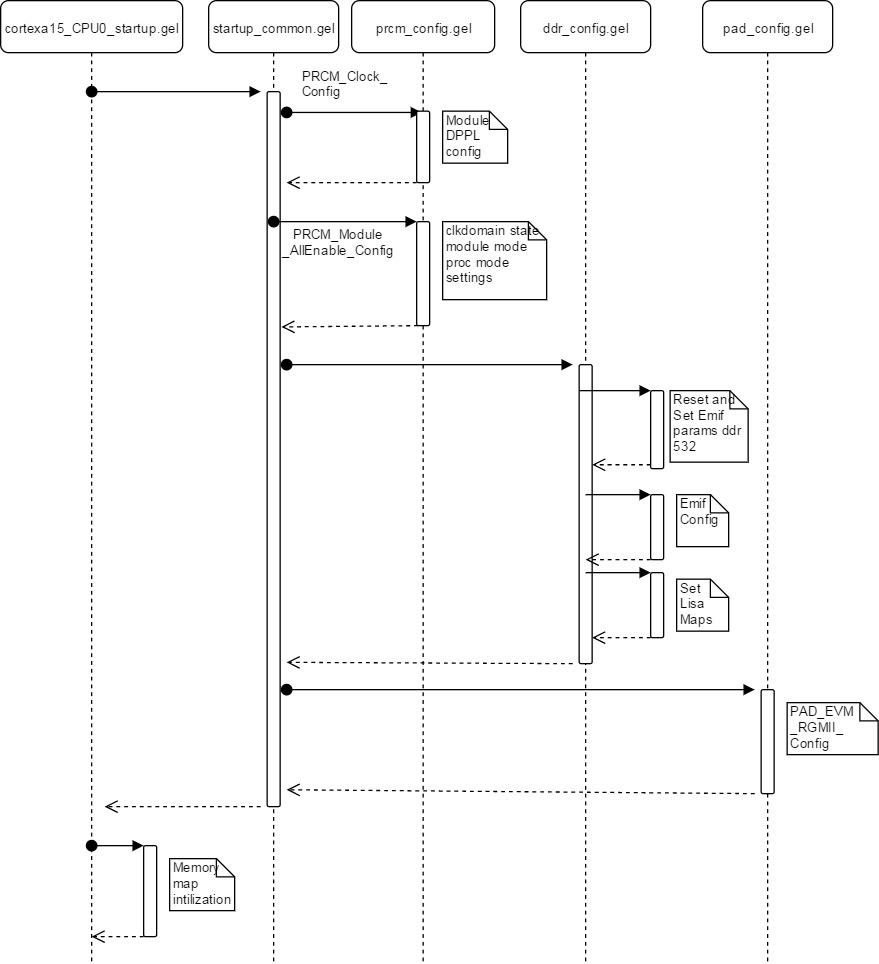 cortexa15_CPU0_startup.gel
startup_common.gel
prcm_config.gel
ddr_config.gel
pad_config.gel
PRCM_Clock_
Config
Module
DPPL
config
PRCM_Module
_AllEnable_Config
clkdomain state
module mode
proc mode
settings
Reset and
Set Emif
params ddr
532
Emif
Config
Set
Lisa
Maps
PAD_EVM
_RGMII_
Config
Memory
map
intilization